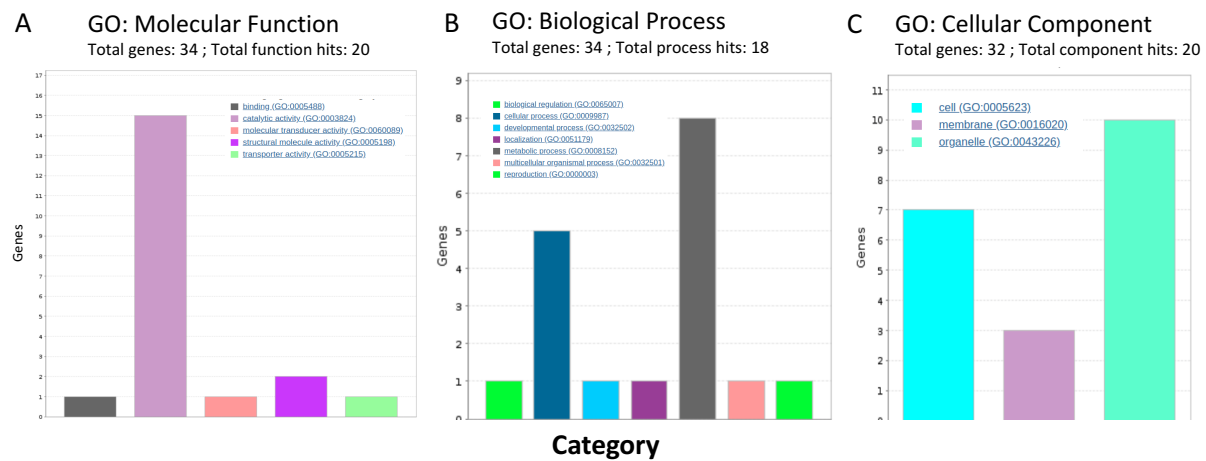 A
GO: Molecular Function
Total genes: 34 ; Total function hits: 20
17
16
15
14
13
12
11
10
9
8
7
6
5
4
3
2
1
0
Genes
binding (GO:0005488)
catalytic activity (GO:0003824)
molecular transducer activity (GO:0060089)
structural molecule activity (GO:0005198)
transporter activity (GO:0005215)
B
GO: Biological Process
Total genes: 34 ; Total process hits: 18
9
8
7
6
5
4
3
2
1
0
Genes
biological regulation (GO:0065007)
cellular process (GO:0009987)
developmental process (GO:0032502)
localization (GO:0051179)
metabolic process (GO:0008152)
multicellular organismal process (GO:0032501)
reproduction (GO:0000003)
C
GO: Cellular Component
Total genes: 32 ; Total component hits: 20
11
10
9
8
7
6
5
4
3
2
1
0
Genes
cell (GO:0005623)
membrane (GO:0016020)
organelle (GO:0043226)
Category